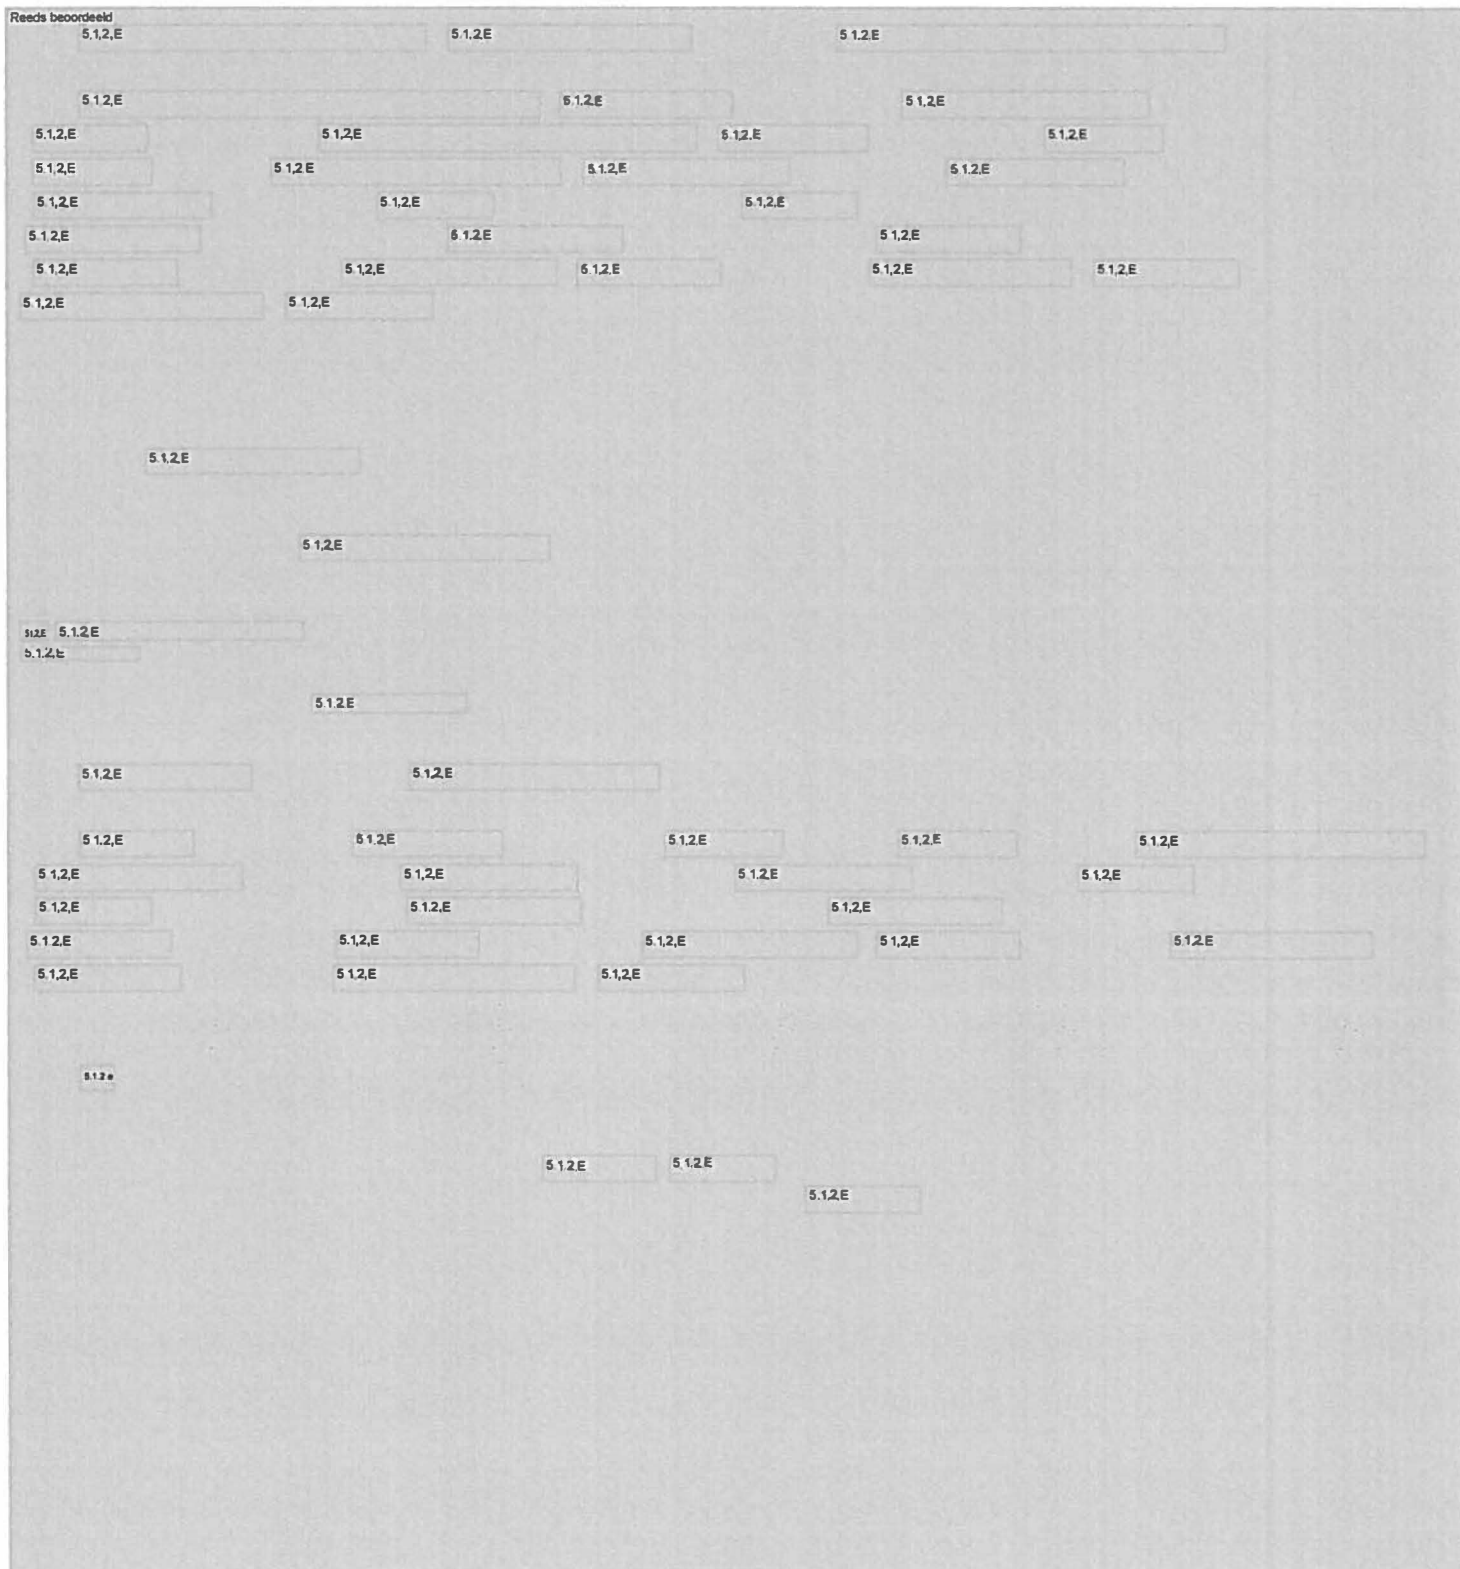 Reeds beoordeeld
5.1,2,E 5.1,2,E 5.1.2,E
5.1,2,E 5.1.2,E 5.1,2,E
5.1,2,E 5.1,2,E 5.1,2,E 5.1,2,E
5.1,2,E 5.1,2,E 5.1.2,E 5.1.2,E
5.1,2,E 5.1,2,E 5.1,2,E
5.1.2,E 5.1.2,E 5.1,2,E
5.1,2,E 5.1,2,E 5.1,2,E 5.1,2,E 5.1,2,E
5.1,2,E 5.1,2,E
5.1,2,E
5.1,2,E
5.1.2,E 5.1.2,E
5.1.2,E
5.1.2,E
5.1,2,E 5.1,2,E
5.1.2,E 5.1,2,E 5.1,2,E 5.1,2,E 5.1,2,E
5.1,2,E 5.1,2,E 5.1,2,E 5.1,2,E
5.1,2,E 5.1.2,E 5.1,2,E
5.1.2,E 5.1,2,E 5.1,2,E 5.1,2,E 5.1,2,E
5.1,2,E 5.1,2,E 5.1,2,E
5.1.2 e
5.1.2,E 5.1,2,E
5.1,2,E